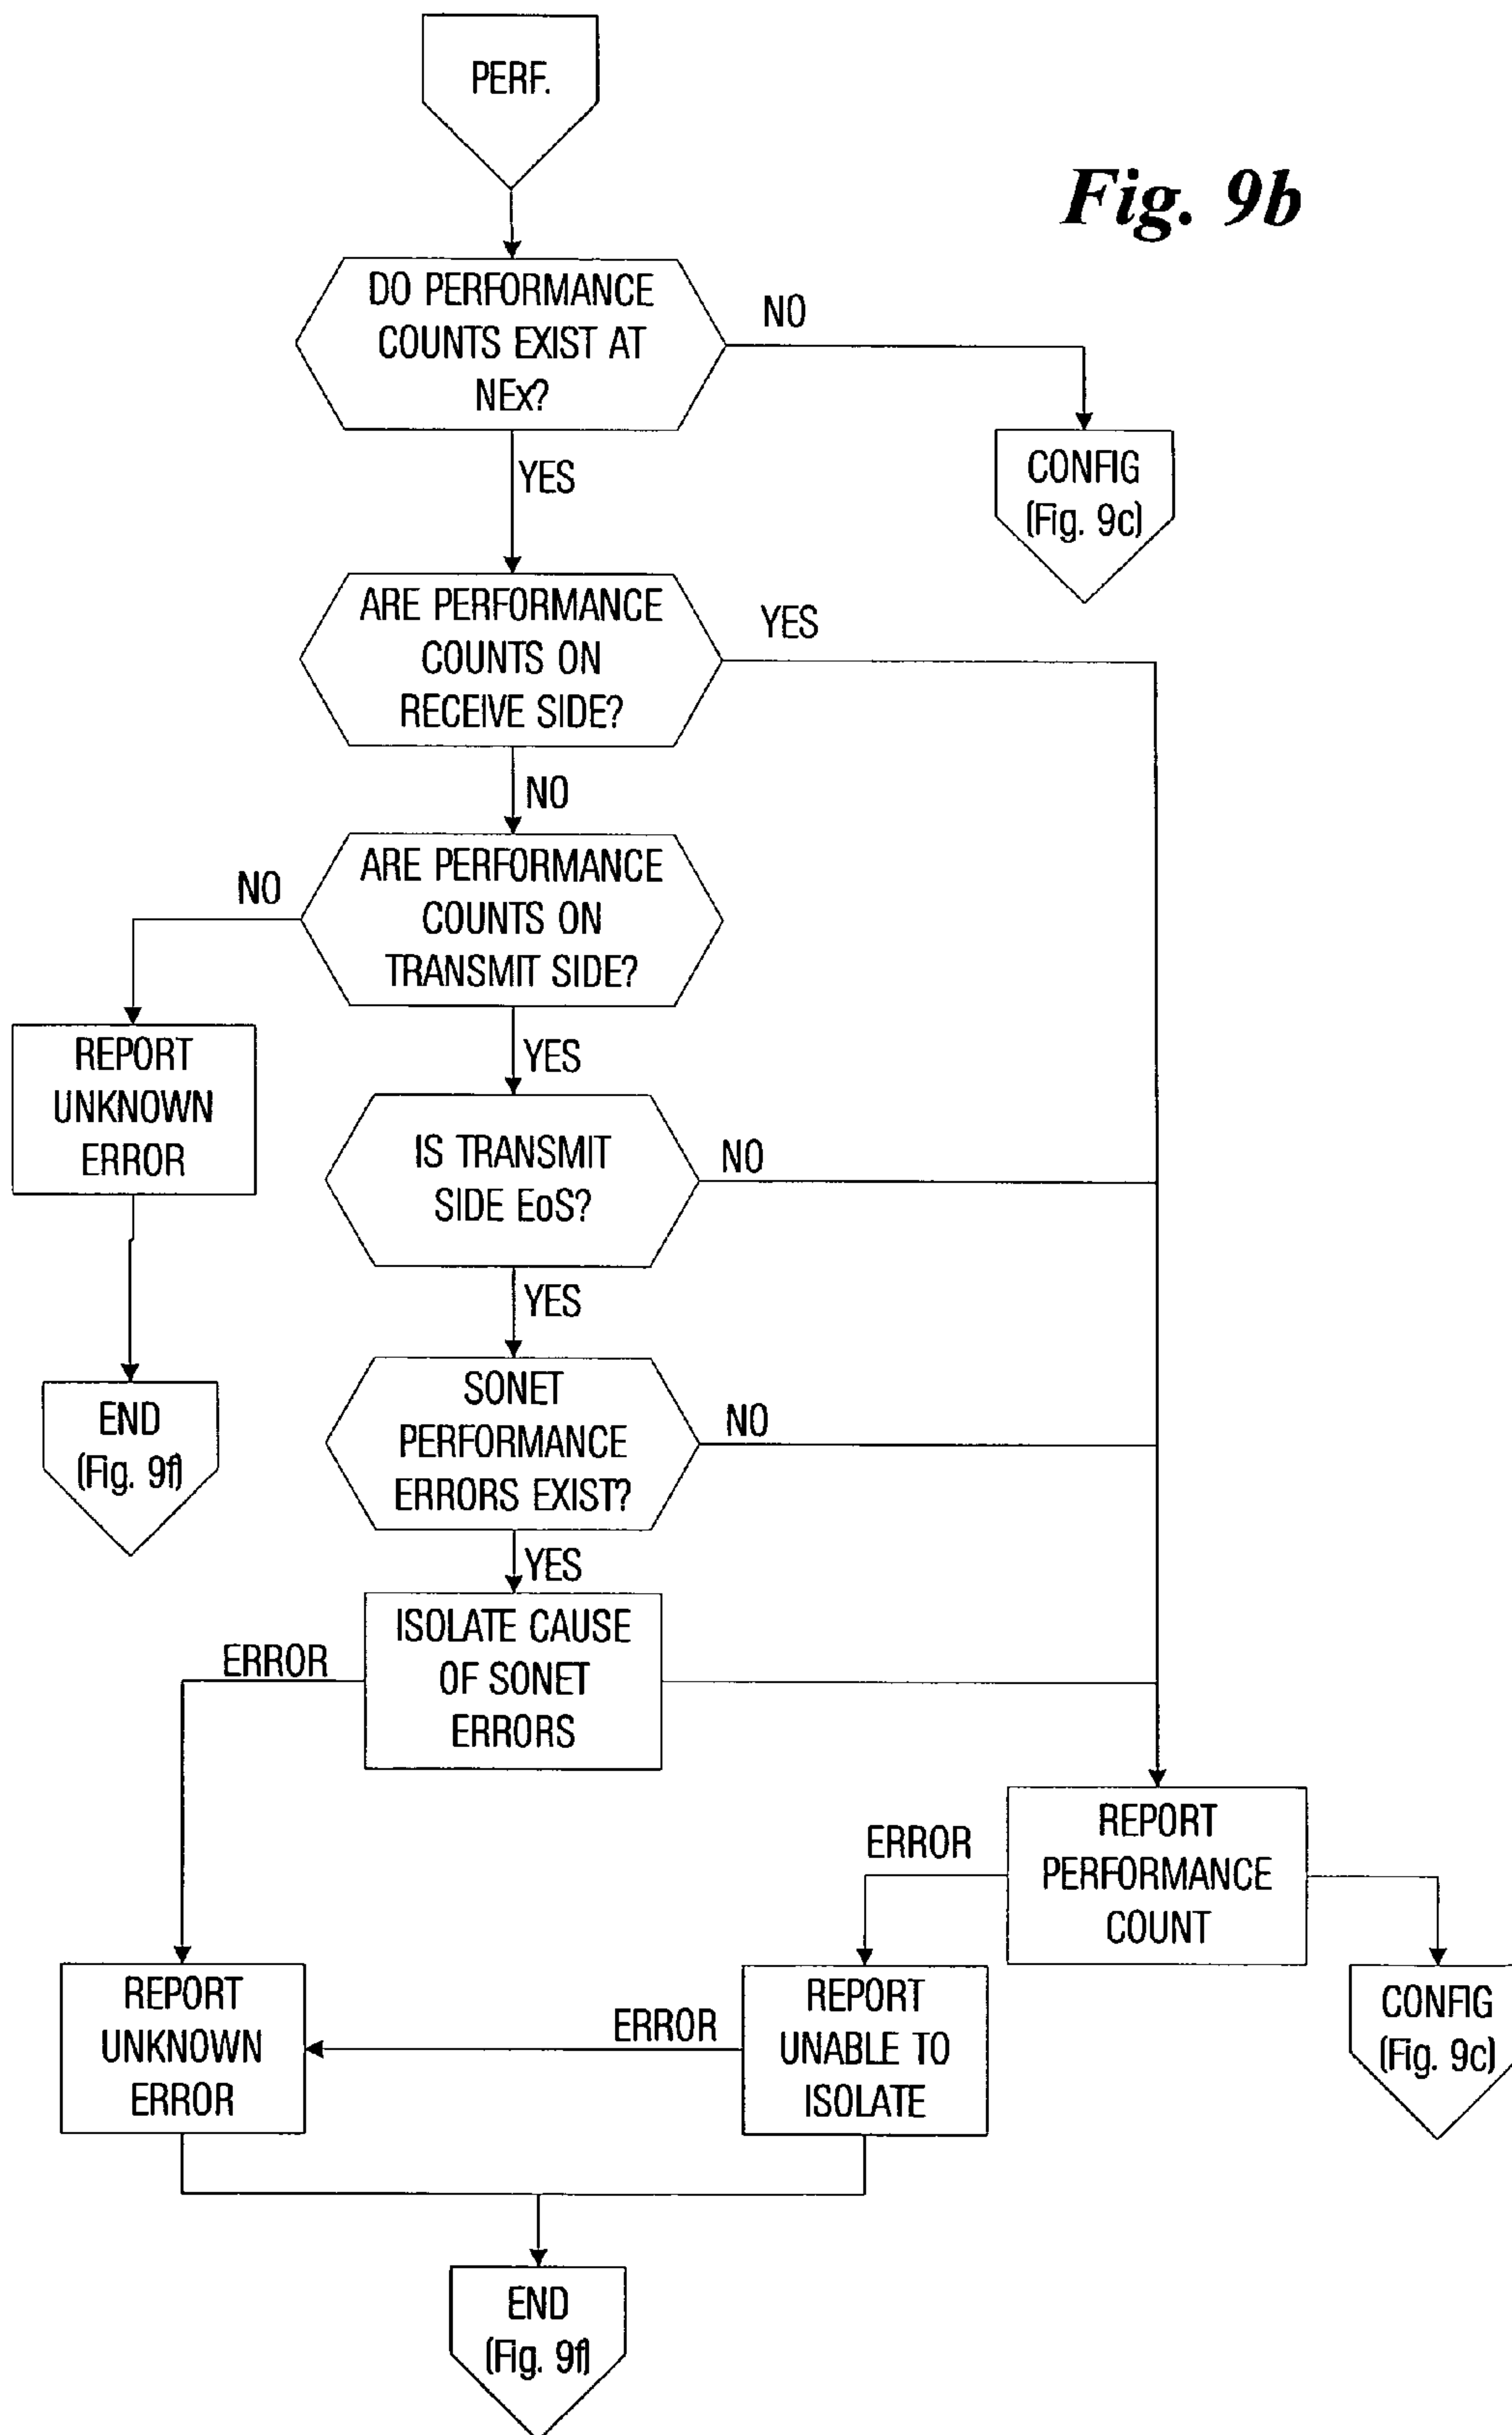 PERF.
Fig. 9b
DO PERFORMANCE
COUNTS EXIST AT
NEx?
NO
YES
CONFIG
(Fig. 9c)
ARE PERFORMANCE
COUNTS ON
RECEIVE SIDE?
YES
NO
ARE PERFORMANCE
COUNTS ON
TRANSMIT SIDE?
NO
YES
REPORT
UNKNOWN
ERROR
IS TRANSMIT
SIDE EoS?
NO
YES
END
(Fig. 9f)
SONET
PERFORMANCE
ERRORS EXIST?
NO
YES
ISOLATE CAUSE
OF SONET
ERRORS
ERROR
REPORT
PERFORMANCE
COUNT
ERROR
CONFIG
(Fig. 9c)
REPORT
UNABLE TO
ISOLATE
ERROR
REPORT
UNKNOWN
ERROR
END
(Fig. 9f)